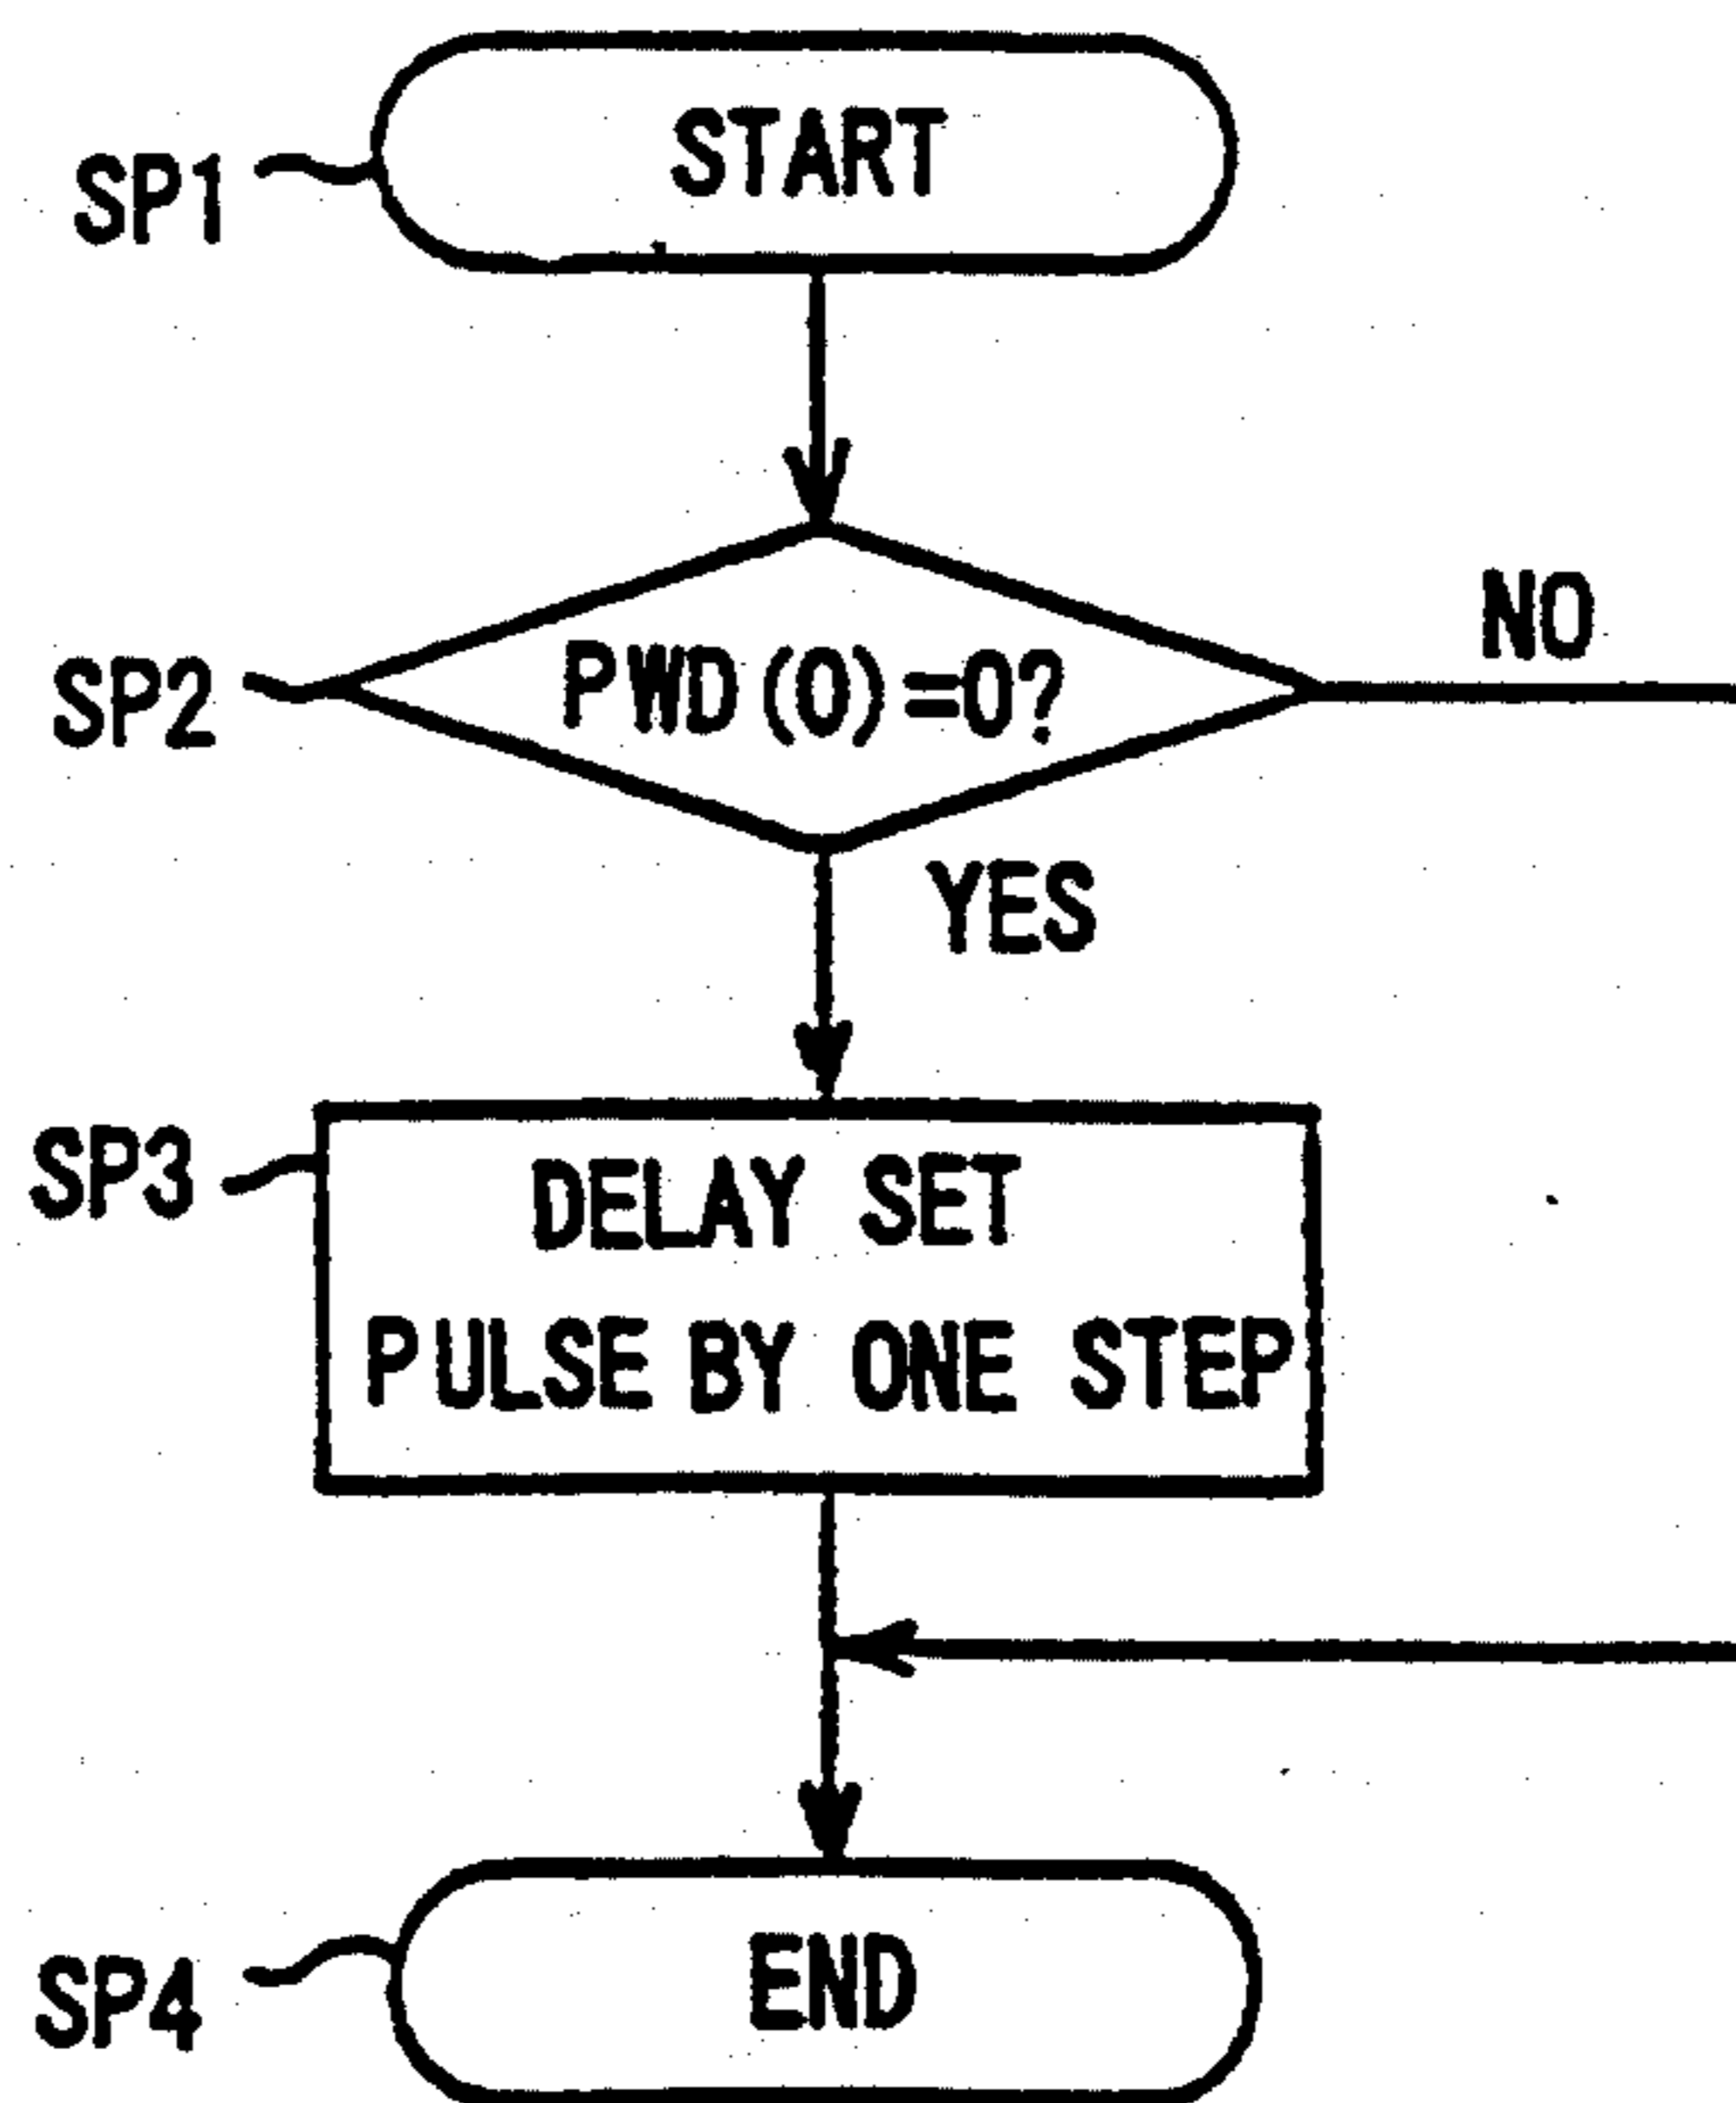 START
SP1
NO
SP2
PWD(0)=0?
YES
SP3
DELAY SET
PULSE BY ONE STEP
SP4
END